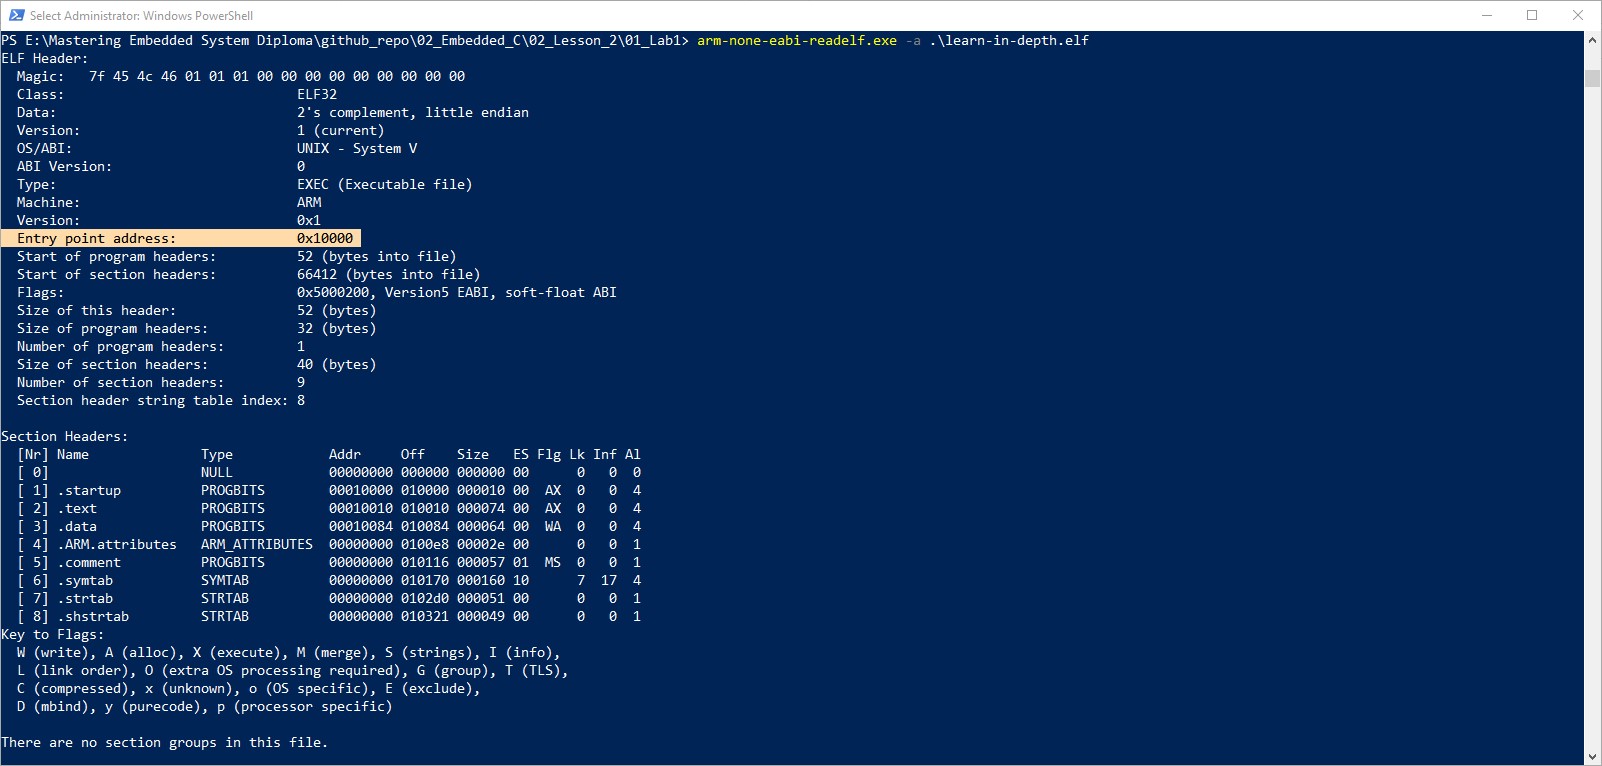 Select Administrator: Windows PowerShell
PS E:\Mastering Embedded System Diploma\github_repo\02_Embedded_C\02_Lesson_2\01_Lab1> arm-none-eabi-readelf.exe -a .\learn-in-depth.elf
ELF Header:
  Magic:   7f 45 4c 46 01 01 01 00 00 00 00 00 00 00 00 00
  Class:                             ELF32
  Data:                              2's complement, little endian
  Version:                           1 (current)
  OS/ABI:                            UNIX - System V
  ABI Version:                       0
  Type:                              EXEC (Executable file)
  Machine:                           ARM
  Version:                           0x1
  Entry point address:               0x10000
  Start of program headers:          52 (bytes into file)
  Start of section headers:          66412 (bytes into file)
  Flags:                             0x5000200, Version5 EABI, soft-float ABI
  Size of this header:               52 (bytes)
  Size of program headers:           32 (bytes)
  Number of program headers:         1
  Size of section headers:           40 (bytes)
  Number of section headers:         9
  Section header string table index: 8

Section Headers:
  [Nr] Name              Type            Addr     Off    Size   ES Flg Lk Inf Al
  [ 0]                   NULL            00000000 000000 000000 00      0   0  0
  [ 1] .startup          PROGBITS        00010000 010000 000010 00  AX  0   0  4
  [ 2] .text             PROGBITS        00010010 010010 000074 00  AX  0   0  4
  [ 3] .data             PROGBITS        00010084 010084 000064 00  WA  0   0  4
  [ 4] .ARM.attributes   ARM_ATTRIBUTES  00000000 0100e8 00002e 00      0   0  1
  [ 5] .comment          PROGBITS        00000000 010116 000057 01  MS  0   0  1
  [ 6] .symtab           SYMTAB          00000000 010170 000160 10      7  17  4
  [ 7] .strtab           STRTAB          00000000 0102d0 000051 00      0   0  1
  [ 8] .shstrtab         STRTAB          00000000 010321 000049 00      0   0  1
Key to Flags:
  W (write), A (alloc), X (execute), M (merge), S (strings), I (info),
  L (link order), O (extra OS processing required), G (group), T (TLS),
  C (compressed), x (unknown), o (OS specific), E (exclude),
  D (mbind), y (purecode), p (processor specific)

There are no section groups in this file.